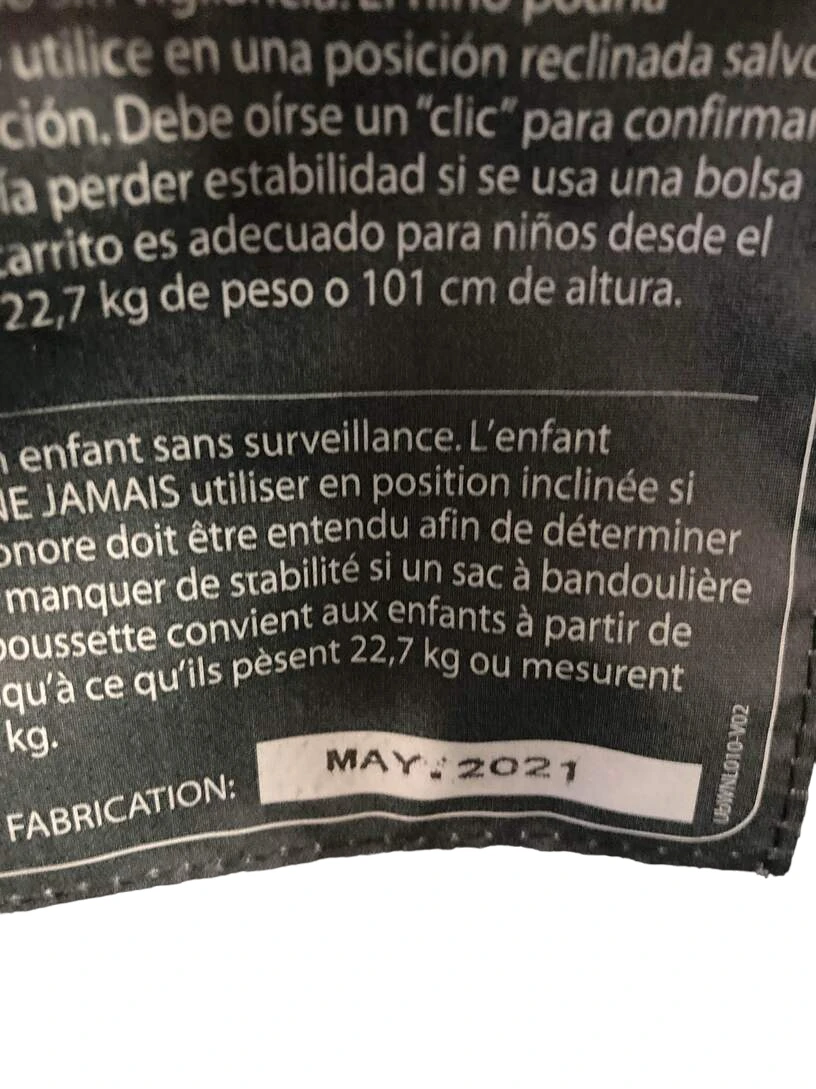 utilice en una posición reclinada salvo
ción. Debe oírse un "clic" para confirmar
ía perder estabilidad si se usa una bolsa
carrito es adecuado para niños desde el
22,7 kg de peso o 101 cm de altura.
enfant sans surveillance. L'enfant
NE JAMAIS utiliser en position inclinée si
onore doit être entendu afin de déterminer
manquer de stabilité si un sac à bandoulière
poussette convient aux enfants à partir de
qu'à ce qu'ils pèsent 22,7 kg ou mesurent
kg.
FABRICATION: MAY. 2021